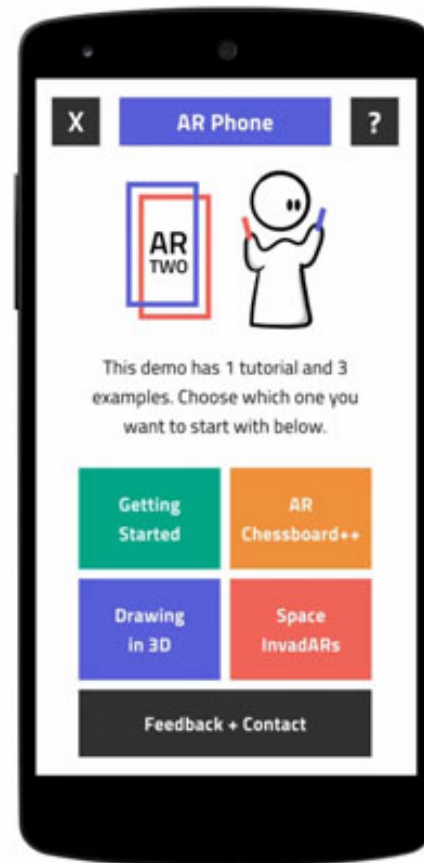 X
AR Phone
?
AR
TWO
This demo has 1 tutorial and 3
examples. Choose which one you
want to start with below.
Getting
Started
AR
Chessboard++
Drawing
in 3D
Space
InvadARs
Feedback + Contact